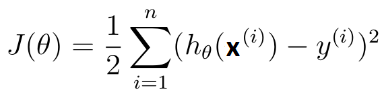 J(θ) = 1/2 ∑_{i=1}^{n} (h_θ(x^{(i)}) − y^{(i)})²